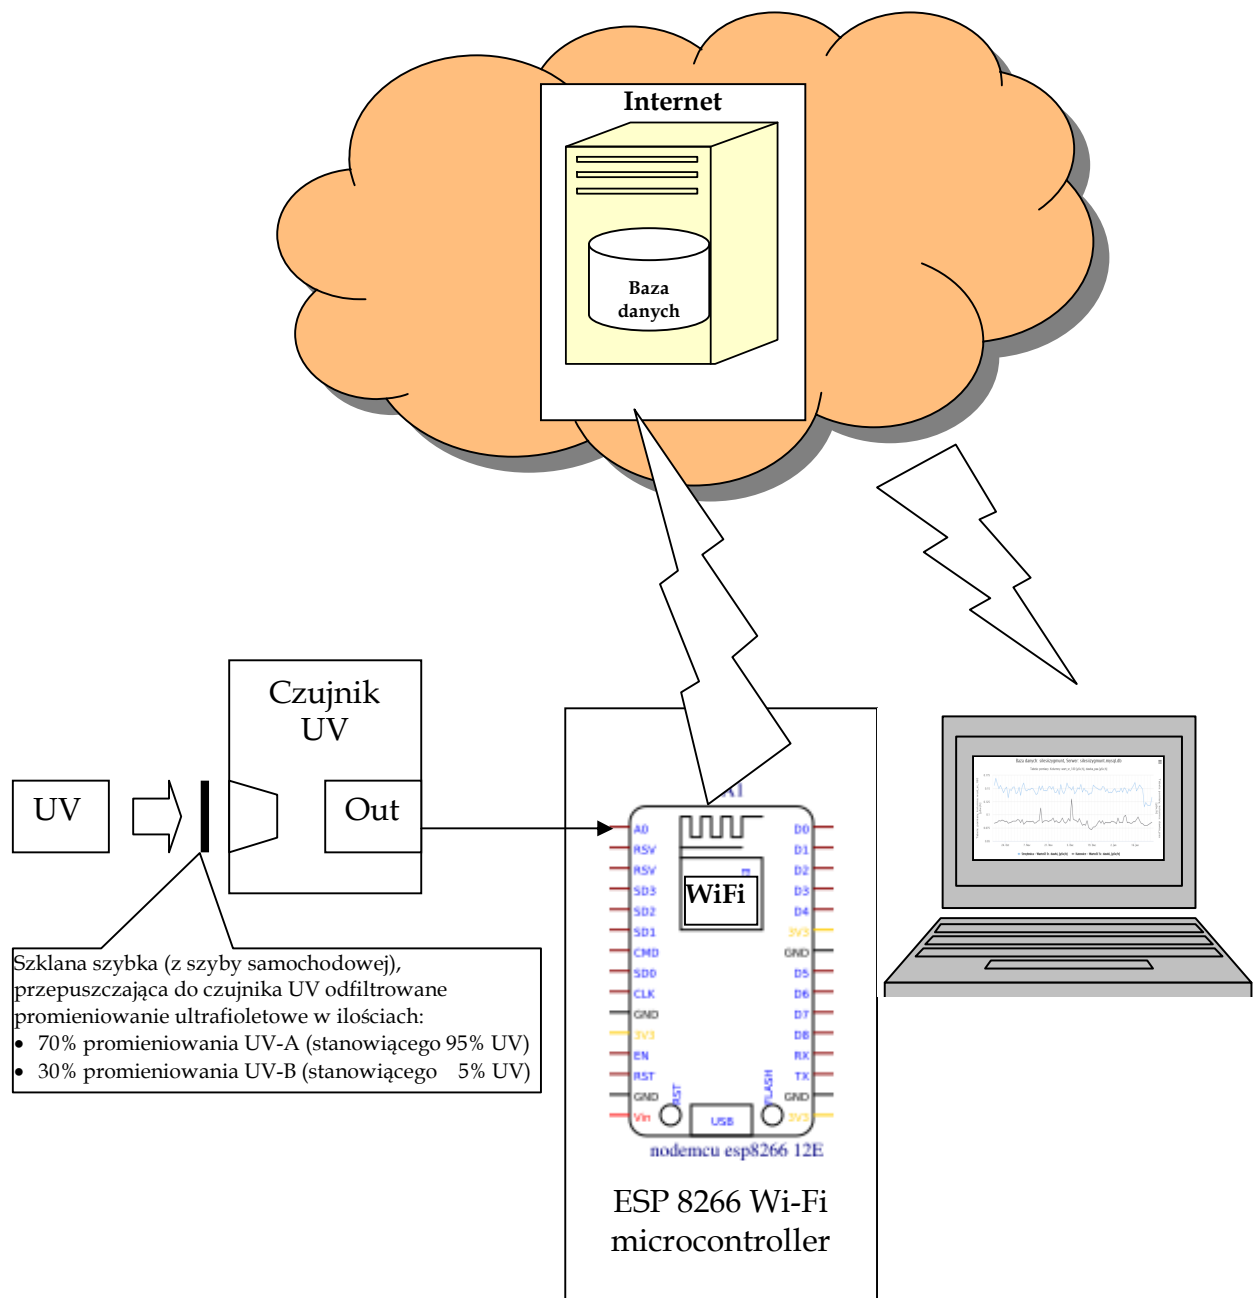 Internet
Baza
danych
Czujnik
UV
UV
Out
Szklana szybka (z szyby samochodowej),
przepuszczająca do czujnika UV odfiltrowane
promieniowanie ultrafioletowe w ilościach:
• 70% promieniowania UV-A (stanowiącego 95% UV)
• 30% promieniowania UV-B (stanowiącego 5% UV)
A0
RSV
RSV
SD3
SD2
SD1
CMD
SD0
CLK
GND
3V3
EN
RST
GND
Vin
WiFi
D0
D1
D2
D3
D4
3V3
GND
D5
D6
D7
D8
RX
TX
GND
3V3
RST
FLASH
USB
nodemcu esp8266 12E
ESP 8266 Wi-Fi
microcontroller